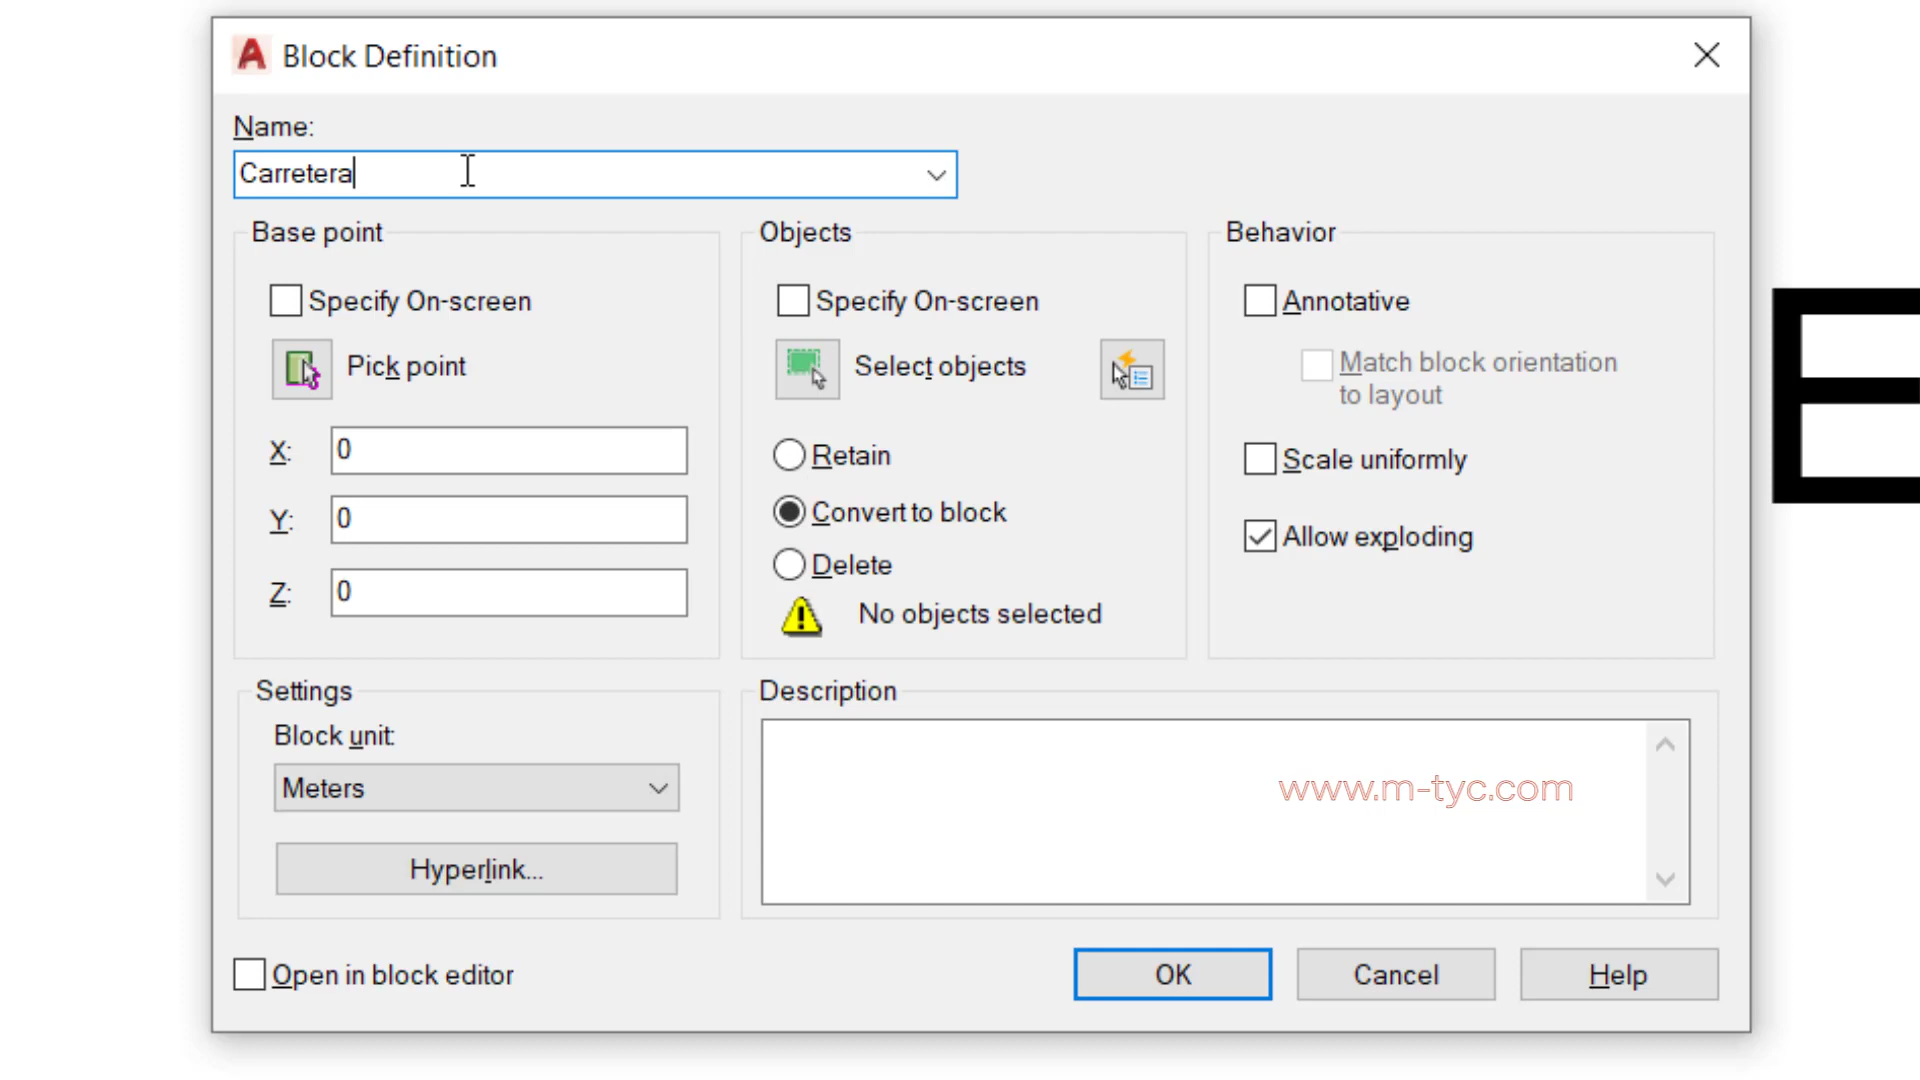 Block Definition
Name:
Carretera
Base point
Specify On-screen
Pick point
X: 0
Y: 0
Z: 0
Objects
Specify On-screen
Select objects
Retain
Convert to block
Delete
No objects selected
Behavior
Annotative
Match block orientation
to layout
Scale uniformly
Allow exploding
Settings
Block unit:
Meters
Hyperlink...
Description
www.m-tyc.com
Open in block editor
OK Cancel Help